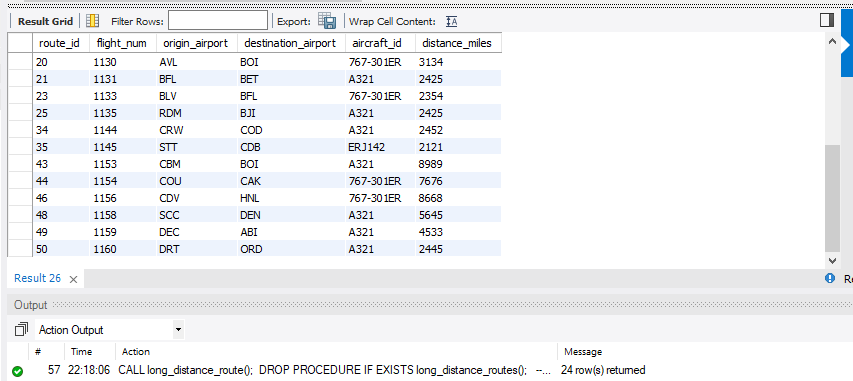 Result Grid Filter Rows: Export: Wrap Cell Content: IA
route_id flight_num origin_airport destination_airport aircraft_id distance_miles
20 1130 AVL BOI 767-301ER 3134
21 1131 BFL BET A321 2425
23 1133 BLV BFL 767-301ER 2354
25 1135 RDM BJI A321 2425
34 1144 CRW COD A321 2452
35 1145 STT CDB ERJ142 2121
43 1153 CBM BOI A321 8989
44 1154 COU CAK 767-301ER 7676
46 1156 CDV HNL 767-301ER 8668
48 1158 SCC DEN A321 5645
49 1159 DEC ABI A321 4533
50 1160 DRT ORD A321 2445
Result 26 × Re
Output
Action Output
# Time Action Message
57 22:18:06 CALL long_distance_route();  DROP PROCEDURE IF EXISTS long_distance_routes();   --... 24 row(s) returned